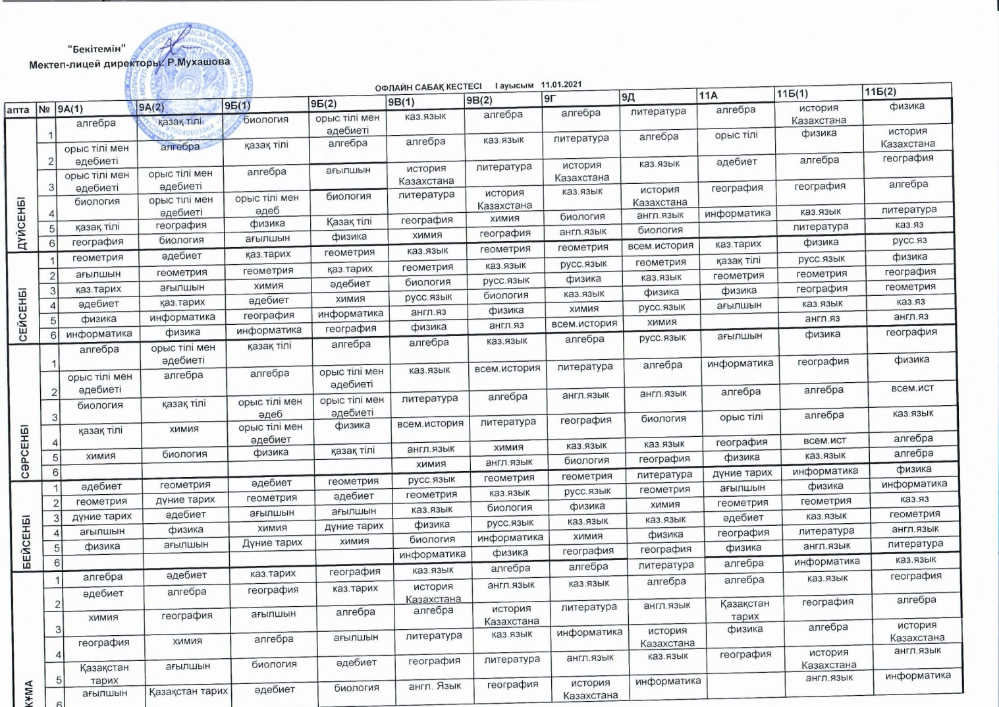 "Бекітемін"
Мектеп-лицей директоры: Р.Мухашова
ОФЛАЙН САБАҚ КЕСТЕСІ I ауысым 11.01.2021
апта № 9А(1) 9А(2) 9Б(1) 9Б(2) 9В(1) 9В(2) 9Г 9Д 11А 11Б(1) 11Б(2)
ДҮЙСЕНБІ
1 алгебра қазақ тілі биология орыс тілі мен әдебиеті каз.язык алгебра алгебра литература алгебра история Казахстана физика
2 орыс тілі мен әдебиеті алгебра қазақ тілі алгебра алгебра каз.язык литература алгебра орыс тілі физика история Казахстана
3 орыс тілі мен әдебиеті орыс тілі мен әдебиеті алгебра ағылшын история Казахстана литература история Казахстана каз.язык әдебиет алгебра география
4 биология орыс тілі мен әдебиеті орыс тілі мен әдеб биология литература история Казахстана каз.язык история Казахстана география география алгебра
5 қазақ тілі география физика Қазақ тілі география химия биология англ.язык информатика каз.язык литература
6 география биология ағылшын физика химия география англ.язык биология литература каз.яз
СЕЙСЕНБІ
1 геометрия әдебиет қаз.тарих геометрия каз.язык геометрия геометрия всем.история каз.тарих физика русс.яз
2 ағылшын геометрия геометрия қаз.тарих геометрия каз.язык русс.язык геометрия қазақ тілі русс.язык физика
3 қаз.тарих ағылшын химия әдебиет биология русс.язык физика каз.язык геометрия геометрия география
4 әдебиет қаз.тарих әдебиет химия русс.язык биология каз.язык физика физика география геометрия
5 физика информатика география информатика англ.яз физика химия русс.язык ағылшын каз.язык каз.яз
6 информатика физика информатика география физика англ.яз всем.история химия англ.яз англ.яз
СӘРСЕНБІ
1 алгебра орыс тілі мен әдебиеті қазақ тілі алгебра алгебра каз.язык алгебра русс.язык ағылшын физика география
2 орыс тілі мен әдебиеті алгебра алгебра орыс тілі мен әдебиеті каз.язык всем.история литература алгебра информатика география физика
3 биология қазақ тілі орыс тілі мен әдеб орыс тілі мен әдебиеті литература алгебра англ.язык англ.язык алгебра алгебра всем.ист
4 қазақ тілі химия орыс тілі мен әдебиет физика всем.история литература география биология орыс тілі алгебра каз.язык
5 химия биология физика қазақ тілі англ.язык химия каз.язык каз.язык география всем.ист алгебра
6 химия англ.язык биология география физика каз.язык алгебра
БЕЙСЕНБІ
1 әдебиет геометрия әдебиет геометрия русс.язык геометрия геометрия литература дүние тарих информатика физика
2 геометрия дүние тарих геометрия әдебиет геометрия каз.язык русс.язык геометрия ағылшын физика информатика
3 дүние тарих әдебиет ағылшын ағылшын каз.язык биология физика химия геометрия геометрия каз.яз
4 ағылшын физика химия дүние тарих физика русс.язык каз.язык каз.язык әдебиет каз.язык геометрия
5 физика ағылшын Дүние тарих химия биология информатика химия физика география литература англ.язык
6 информатика физика география география физика англ.язык литература
ЖҰМА
1 алгебра әдебиет каз.тарих география каз.язык алгебра алгебра литература алгебра информатика каз.язык
2 әдебиет алгебра география каз.тарих история Казахстана англ.язык каз.язык алгебра алгебра каз.язык география
3 химия география ағылшын алгебра алгебра история Казахстана литература англ.язык Қазақстан тарих география алгебра
4 география химия алгебра ағылшын литература каз.язык информатика история Казахстана физика алгебра история Казахстана
5 Қазақстан тарих ағылшын биология әдебиет география литература англ.язык каз.язык география история Казахстана англ.язык
6 ағылшын Қазақстан тарих әдебиет биология англ. Язык география история Казахстана информатика англ.язык информатика